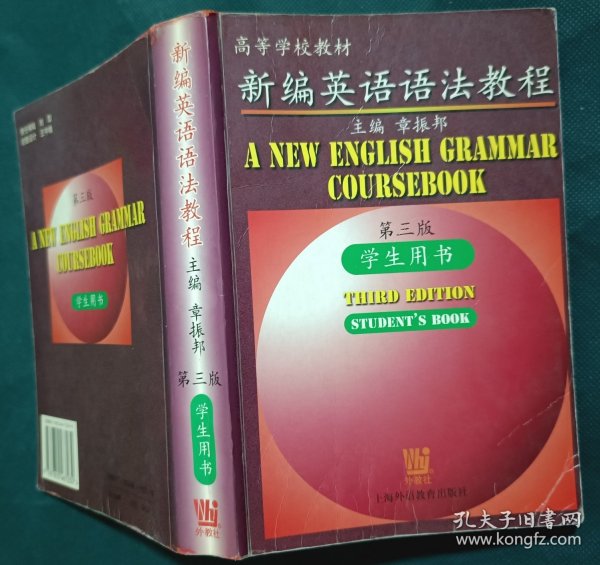 高等学校教材
新编英语语法教程
主编 章振邦
A NEW ENGLISH GRAMMAR
COURSEBOOK
第三版
学生用书
THIRD EDITION
STUDENT'S BOOK
Whj
外教社
上海外语教育出版社
新编英语语法教程
主编 章振邦
第三版
学生用书
Whj
外教社
第三版
A NEW ENGLISH GRAMMAR
COURSEBOOK
学生用书
孔夫子旧书网
www.kongfz.com